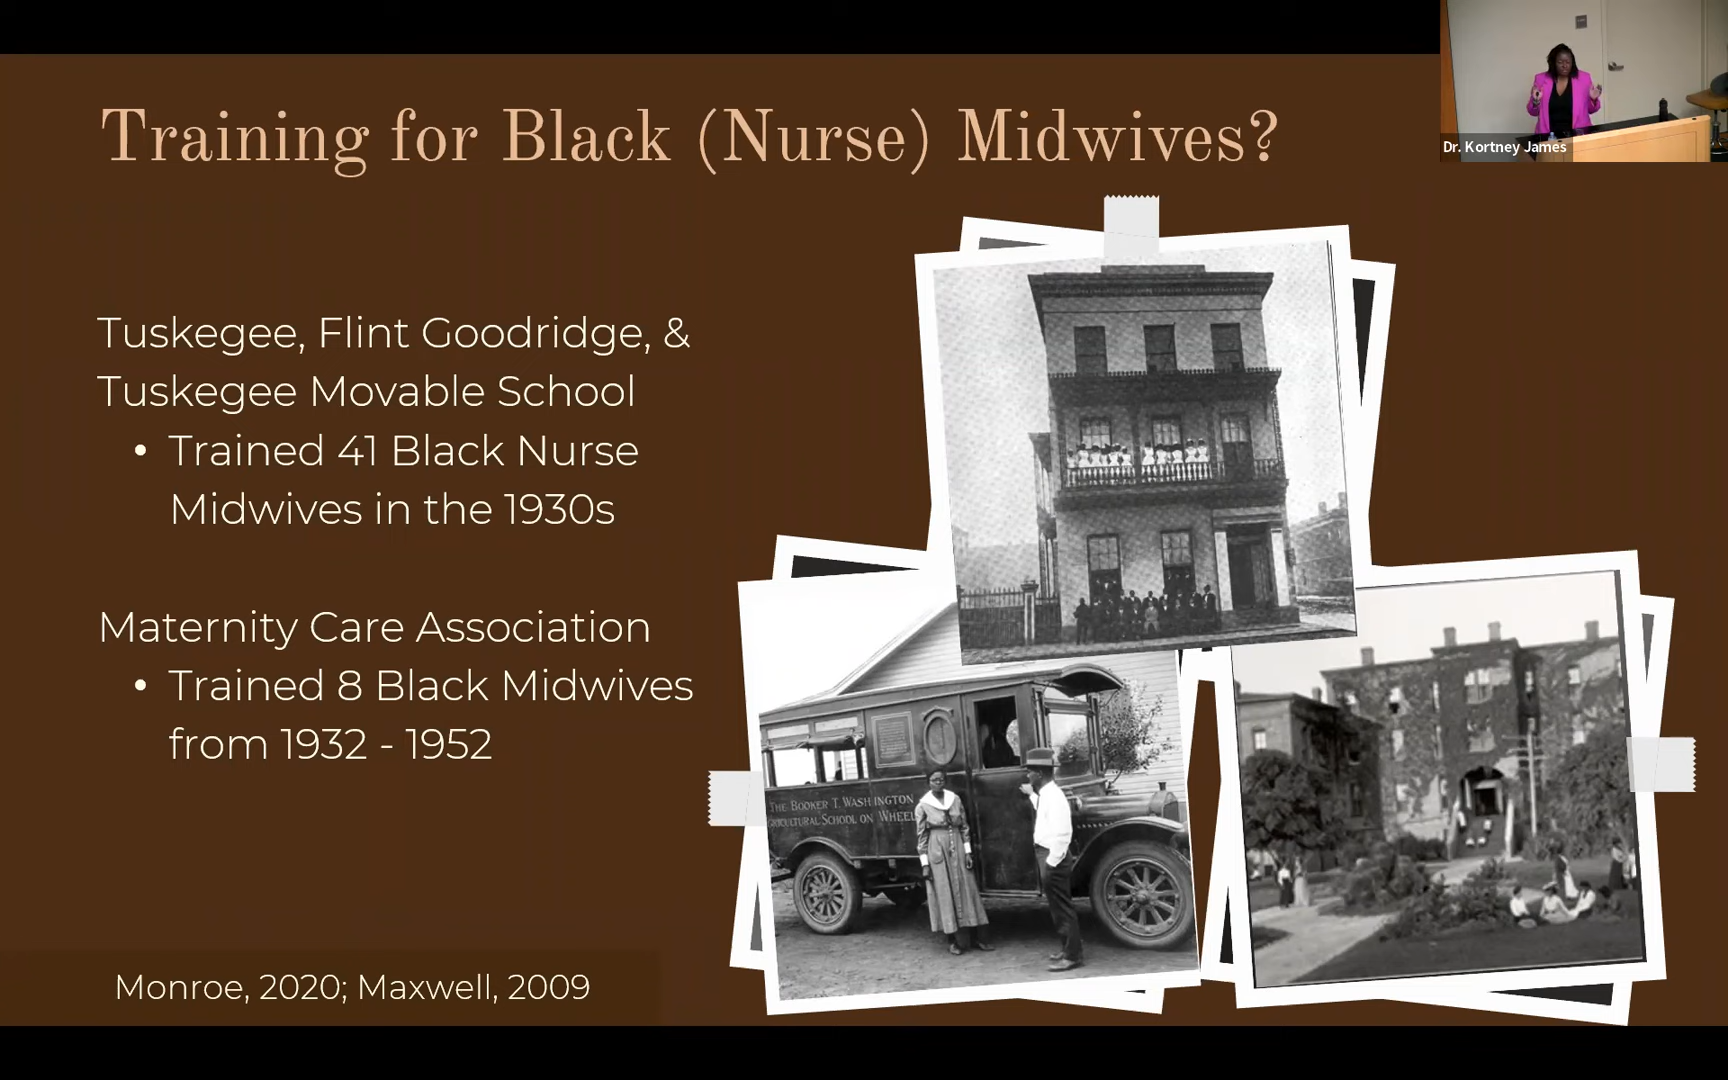 Training for Black (Nurse) Midwives?
Dr. Kortney James
Tuskegee, Flint Goodridge, &
Tuskegee Movable School
• Trained 41 Black Nurse
Midwives in the 1930s
Maternity Care Association
• Trained 8 Black Midwives
from 1932 - 1952
THE BOOKER T. WASHINGTON
SCHOOL ON WHEEL
Monroe, 2020; Maxwell, 2009